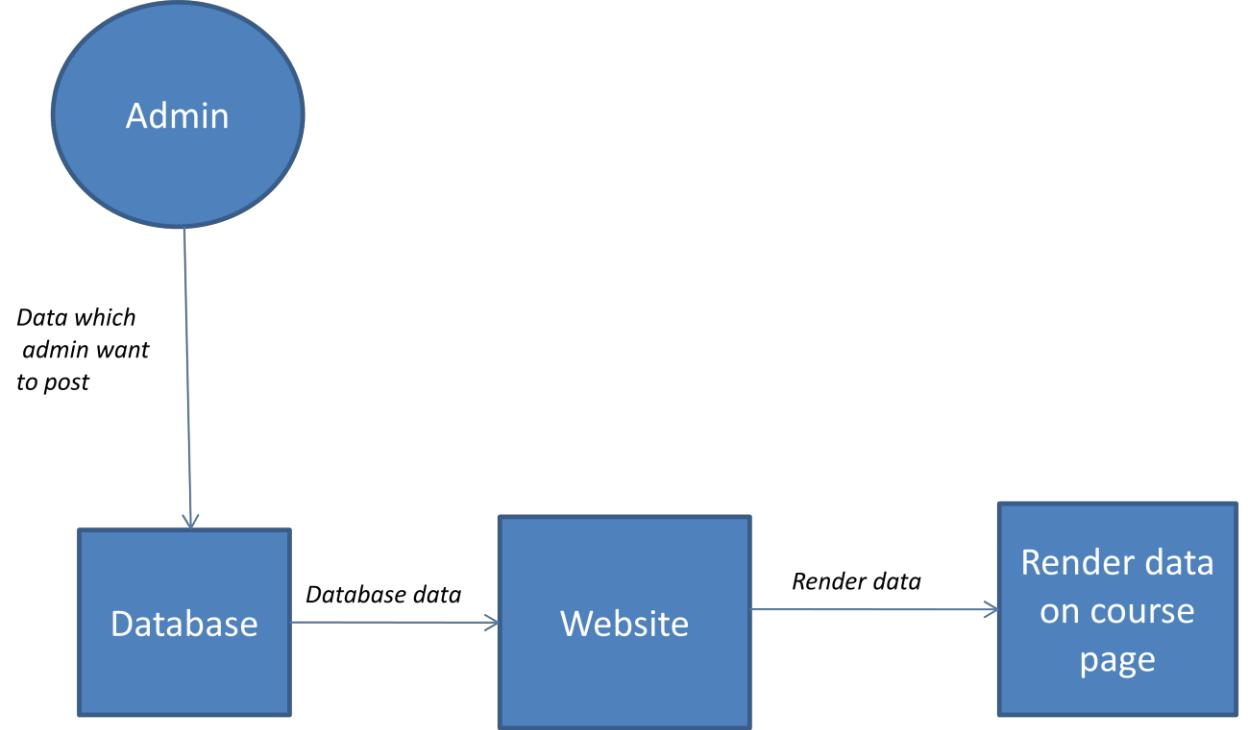 Admin
Data which
admin want
to post
Database
Database data
Website
Render data
Render data
on course
page